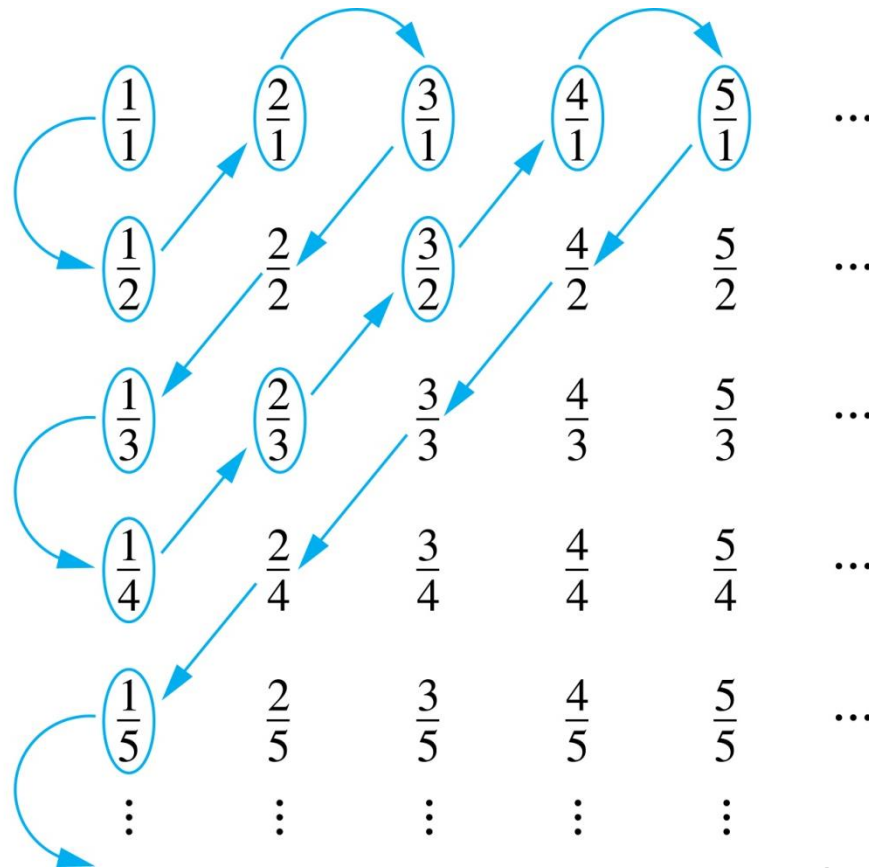 1/1 2/1 3/1 4/1 5/1 ...
1/2 2/2 3/2 4/2 5/2 ...
1/3 2/3 3/3 4/3 5/3 ...
1/4 2/4 3/4 4/4 5/4 ...
1/5 2/5 3/5 4/5 5/5 ...
⋮ ⋮ ⋮ ⋮ ⋮